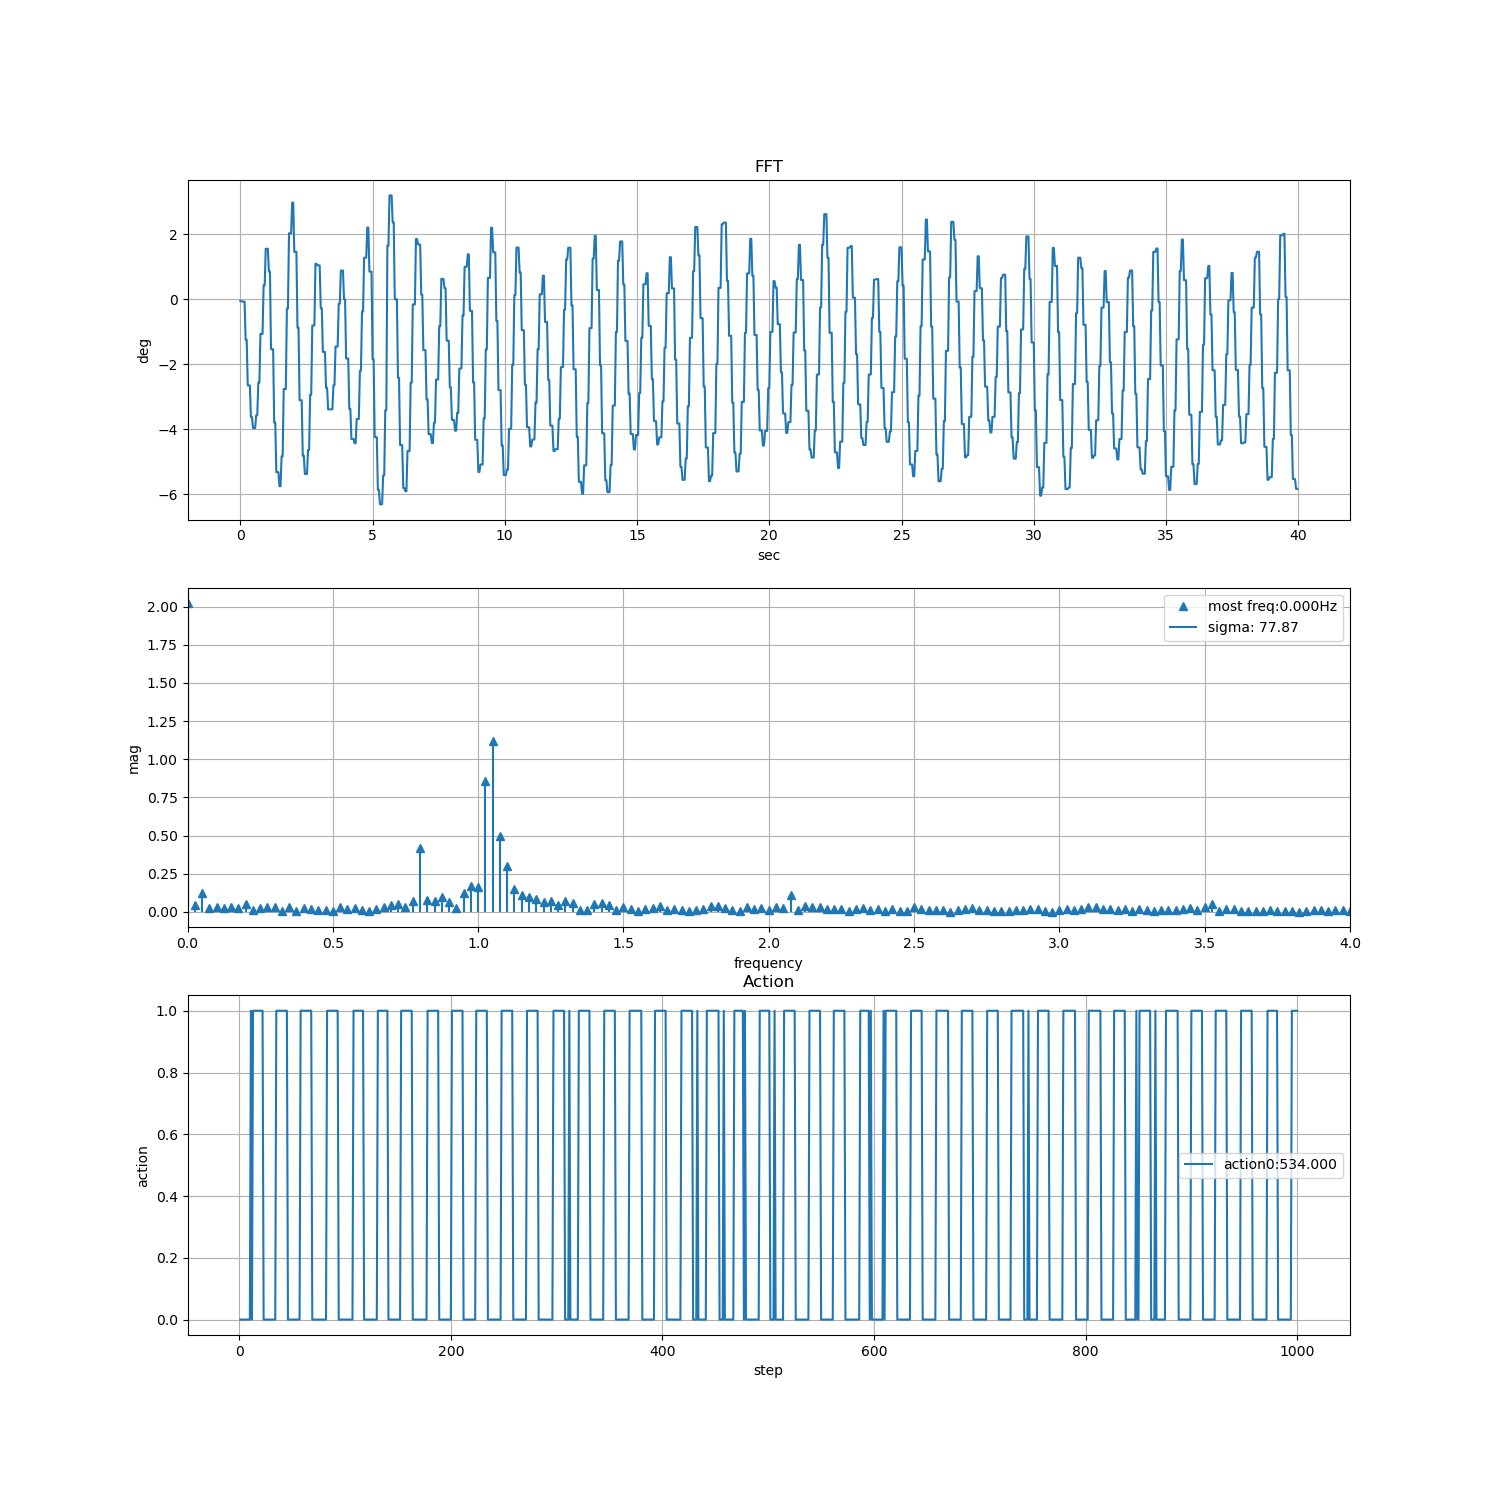 FFT
2
0
−2
−4
−6
deg
0 5 10 15 20 25 30 35 40
sec
2.00
1.75
1.50
1.25
1.00
0.75
0.50
0.25
0.00
mag
most freq:0.000Hz
sigma: 77.87
0.0 0.5 1.0 1.5 2.0 2.5 3.0 3.5 4.0
frequency
Action
1.0
0.8
0.6
0.4
0.2
0.0
action
action0:534.000
0 200 400 600 800 1000
step